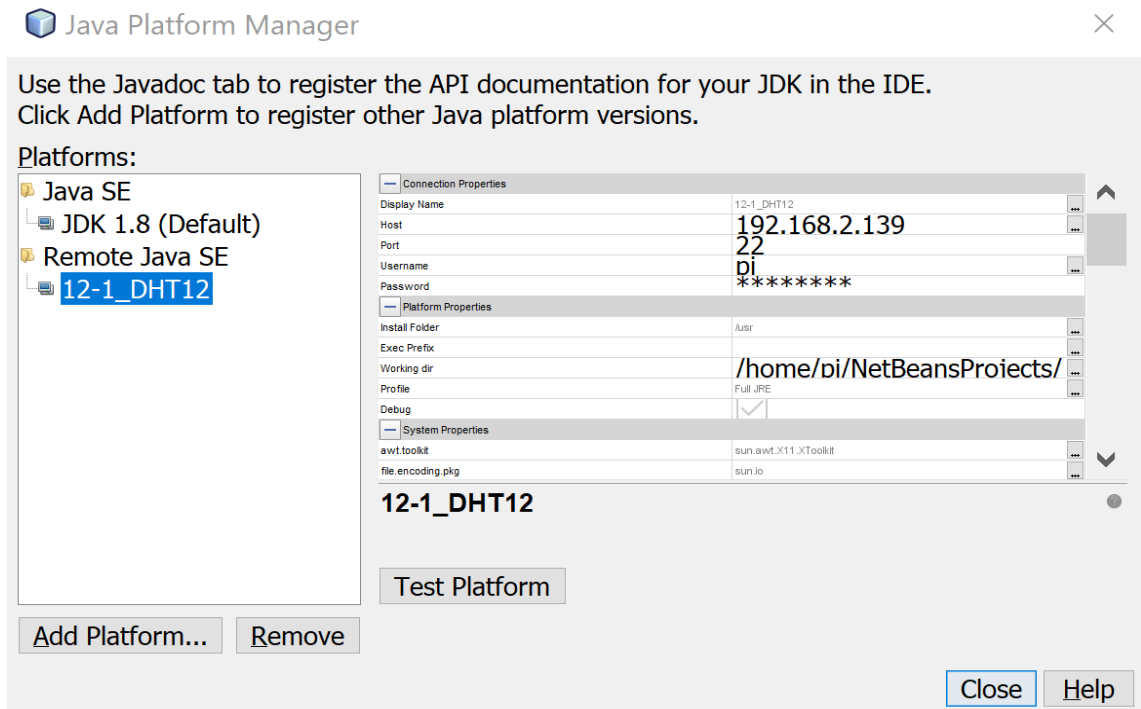 Java Platform Manager
Use the Javadoc tab to register the API documentation for your JDK in the IDE.
Click Add Platform to register other Java platform versions.
Platforms:
Java SE
JDK 1.8 (Default)
Remote Java SE
12-1_DHT12
Connection Properties
Display Name 12-1_DHT12 ...
Host 192.168.2.139 ...
Port 22
Username pi ...
Password ********
Platform Properties
Install Folder /usr ...
Exec Prefix ...
Working dir /home/pi/NetBeansProjects/ ...
Profile Full JRE ...
Debug
System Properties
awt.toolkit sun.awt.X11.XToolkit ...
file.encoding.pkg sun.io ...
12-1_DHT12
Test Platform
Add Platform... Remove
Close Help